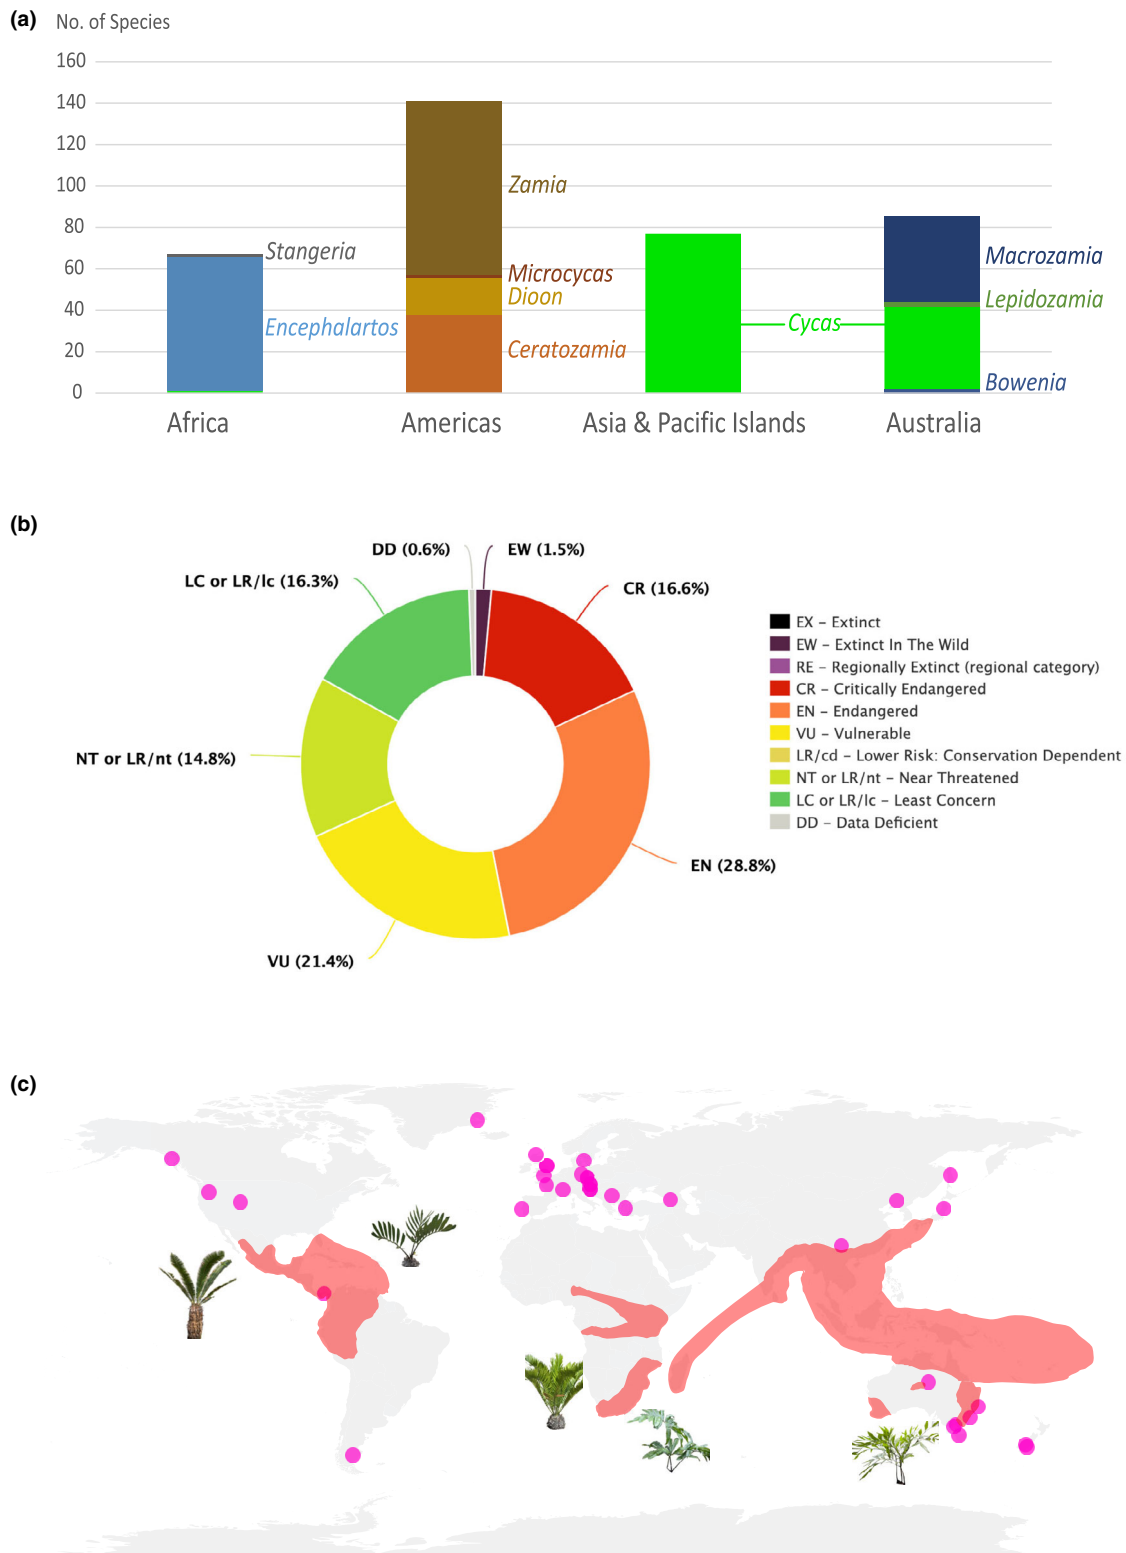 (a) No. of Species
160
140
120
100
80
60
40
20
0
Zamia
Stangeria
Macrozamia
Microcycas
Dioon
Lepidozamia
Encephalartos
Cycas
Ceratozamia
Bowenia
Africa Americas Asia & Pacific Islands Australia
(b)
DD (0.6%) EW (1.5%)
LC or LR/lc (16.3%) CR (16.6%)
NT or LR/nt (14.8%)
EN (28.8%)
VU (21.4%)
EX – Extinct
EW – Extinct In The Wild
RE – Regionally Extinct (regional category)
CR – Critically Endangered
EN – Endangered
VU – Vulnerable
LR/cd – Lower Risk: Conservation Dependent
NT or LR/nt – Near Threatened
LC or LR/lc – Least Concern
DD – Data Deficient
(c)